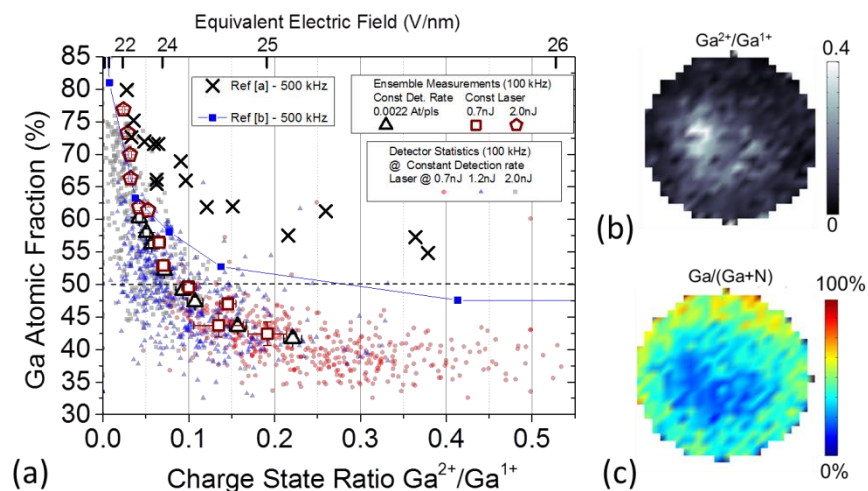 Equivalent Electric Field (V/nm)
(a)
22 24 25 26
85
80
75
70
65
60
55
50
45
40
35
30
Ga Atomic Fraction (%)
Ref [a] - 500 kHz
Ref [b] - 500 kHz
Ensemble Measurements (100 kHz)
Const Det. Rate Const Laser
0.0022 At/pls 0.7nJ 2.0nJ
Detector Statistics (100 kHz)
@ Constant Detection rate
Laser @ 0.7nJ 1.2nJ 2.0nJ
0.0 0.1 0.2 0.3 0.4 0.5
Charge State Ratio Ga²⁺/Ga¹⁺
Ga²⁺/Ga¹⁺
0.4
0
(b)
Ga/(Ga+N)
100%
0%
(c)